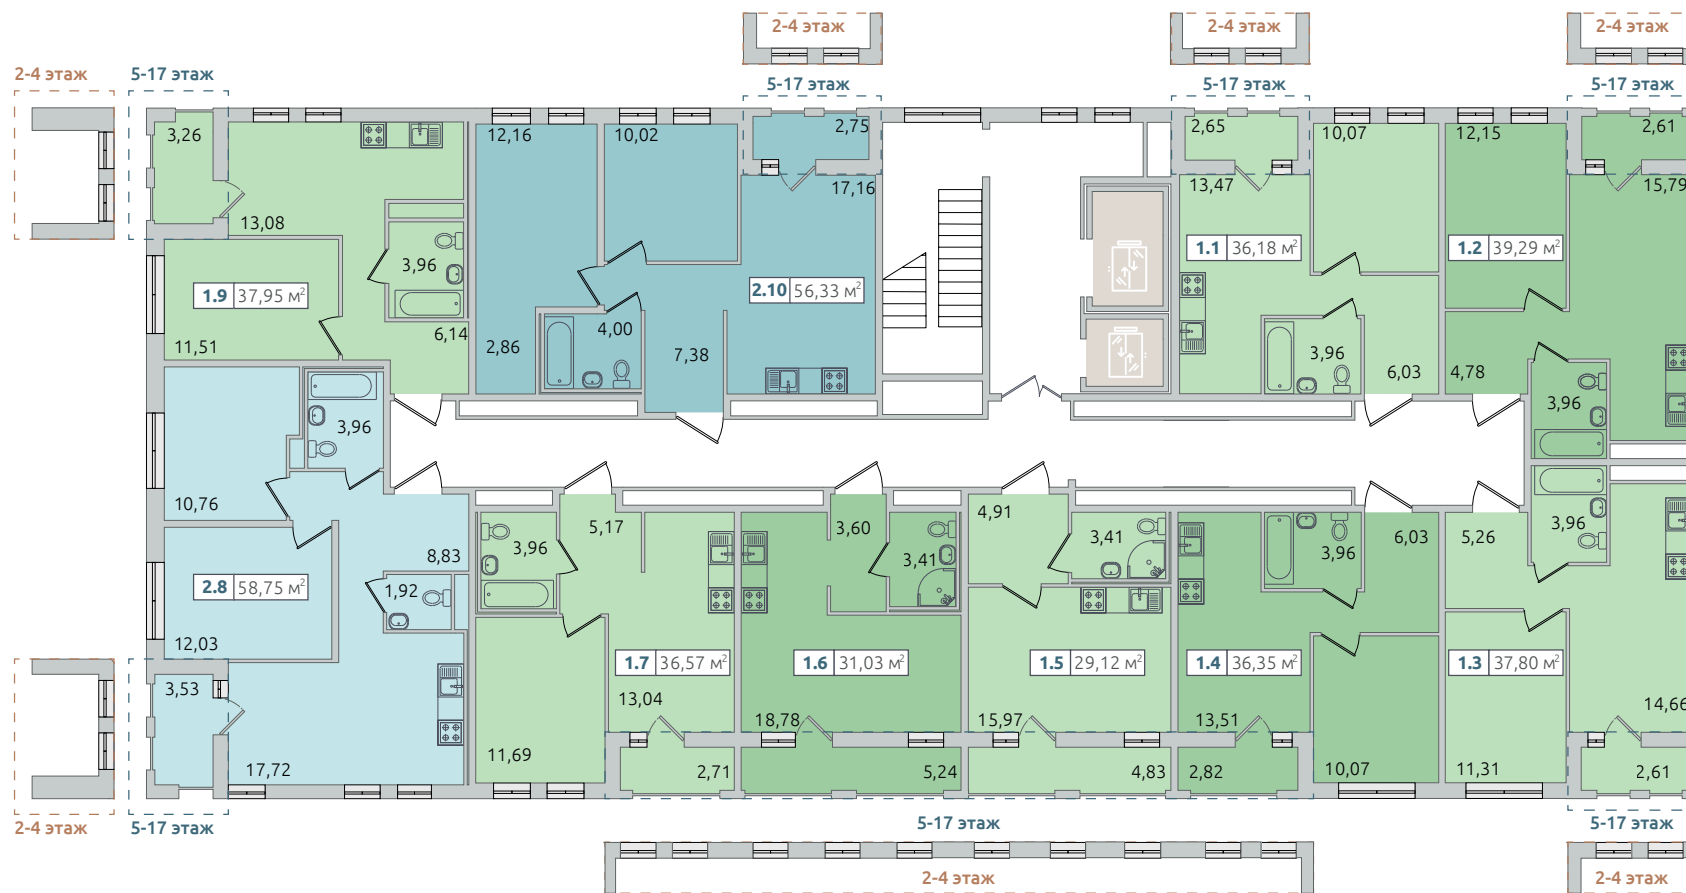 2-4 этаж
2-4 этаж
2-4 этаж
2-4 этаж
5-17 этаж
5-17 этаж
5-17 этаж
5-17 этаж
3,26
12,16
10,02
2,75
2,65
10,07
12,15
2,61
17,16
13,47
15,79
13,08
3,96
1.1 36,18 м²
1.2 39,29 м²
1.9 37,95 м²
2.10 56,33 м²
11,51
6,14
2,86
4,00
7,38
3,96
6,03
4,78
3,96
3,96
10,76
8,83
3,96
5,17
3,60
3,41
4,91
3,41
3,96
6,03
5,26
3,96
2.8 58,75 м²
1,92
12,03
1.7 36,57 м²
1.6 31,03 м²
1.5 29,12 м²
1.4 36,35 м²
1.3 37,80 м²
3,53
13,04
18,78
15,97
13,51
14,66
17,72
11,69
2,71
5,24
4,83
2,82
10,07
11,31
2,61
2-4 этаж
5-17 этаж
5-17 этаж
5-17 этаж
2-4 этаж
2-4 этаж